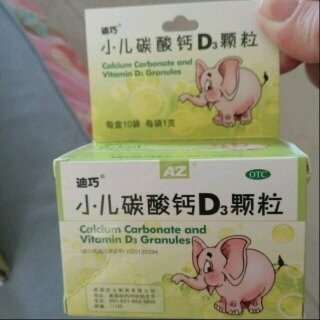 迪巧
小儿碳酸钙D₃颗粒
Calcium Carbonate and
Vitamin D₃ Granules
每盒10袋 每袋1克
AZ
迪巧
OTC
小儿碳酸钙D₃颗粒
Calcium Carbonate and
Vitamin D₃ Granules
H20130394